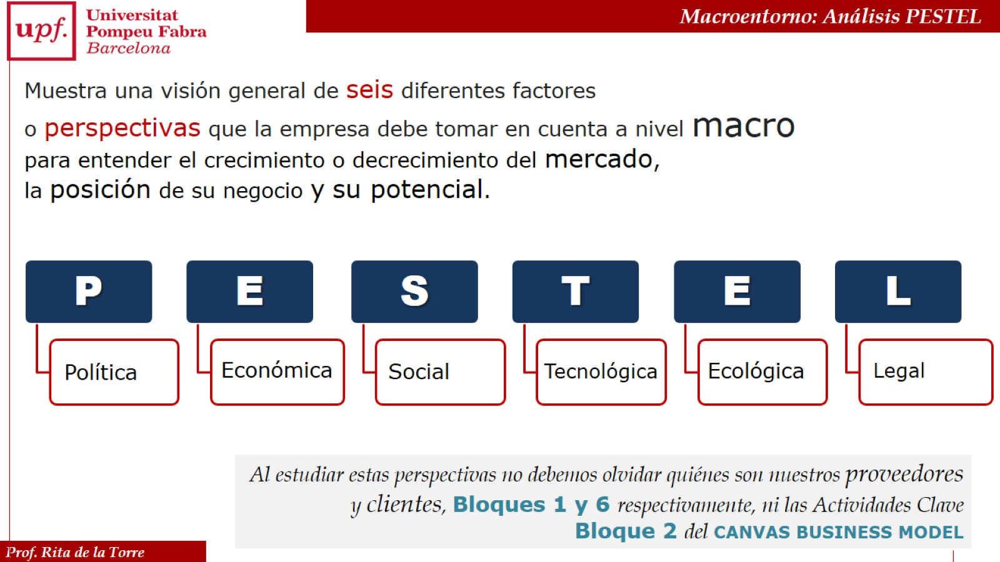 upf.
Universitat
Pompeu Fabra
Barcelona
Macroentorno: Análisis PESTEL
Muestra una visión general de seis diferentes factores
o perspectivas que la empresa debe tomar en cuenta a nivel macro
para entender el crecimiento o decrecimiento del mercado,
la posición de su negocio y su potencial.
P
E
S
T
E
L
Política
Económica
Social
Tecnológica
Ecológica
Legal
Al estudiar estas perspectivas no debemos olvidar quiénes son nuestros proveedores
y clientes, Bloques 1 y 6 respectivamente, ni las Actividades Clave
Bloque 2 del CANVAS BUSINESS MODEL
Prof. Rita de la Torre